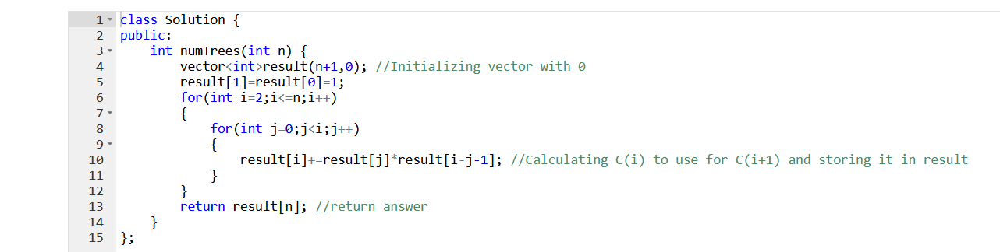 1 class Solution {
2 public:
3     int numTrees(int n) {
4         vector<int>result(n+1,0); //Initializing vector with 0
5         result[1]=result[0]=1;
6         for(int i=2;i<=n;i++)
7         {
8             for(int j=0;j<i;j++)
9             {
10                 result[i]+=result[j]*result[i-j-1]; //Calculating C(i) to use for C(i+1) and storing it in result
11             }
12         }
13         return result[n]; //return answer
14     }
15 };